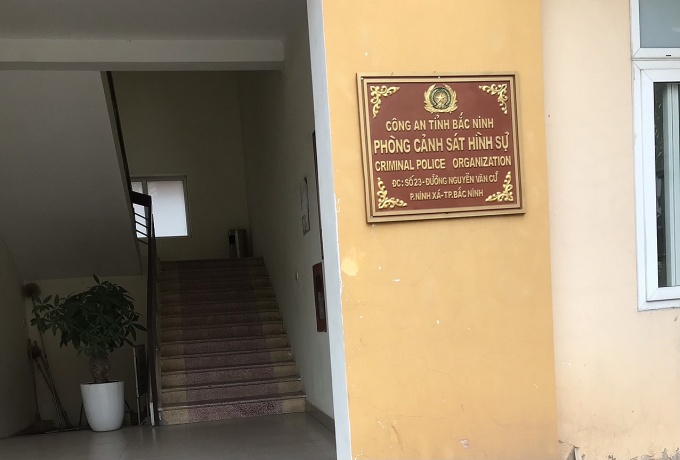 CÔNG AN TỈNH BẮC NINH
PHÒNG CẢNH SÁT HÌNH SỰ
CRIMINAL POLICE ORGANIZATION
ĐC: SỐ 23 - ĐƯỜNG NGUYỄN VĂN CỪ
P.NINH XÁ-TP.BẮC NINH